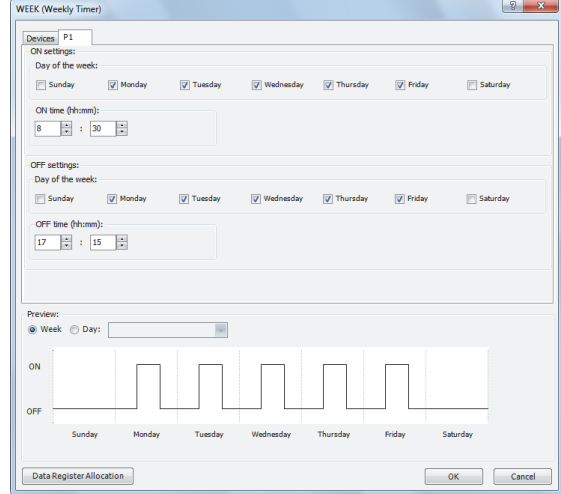 WEEK (Weekly Timer)
Devices P1
ON settings:
Day of the week:
Sunday Monday Tuesday Wednesday Thursday Friday Saturday
ON time (hh:mm):
8 : 30
OFF settings:
Day of the week:
Sunday Monday Tuesday Wednesday Thursday Friday Saturday
OFF time (hh:mm):
17 : 15
Preview:
Week Day:
ON
OFF
Sunday Monday Tuesday Wednesday Thursday Friday Saturday
Data Register Allocation OK Cancel